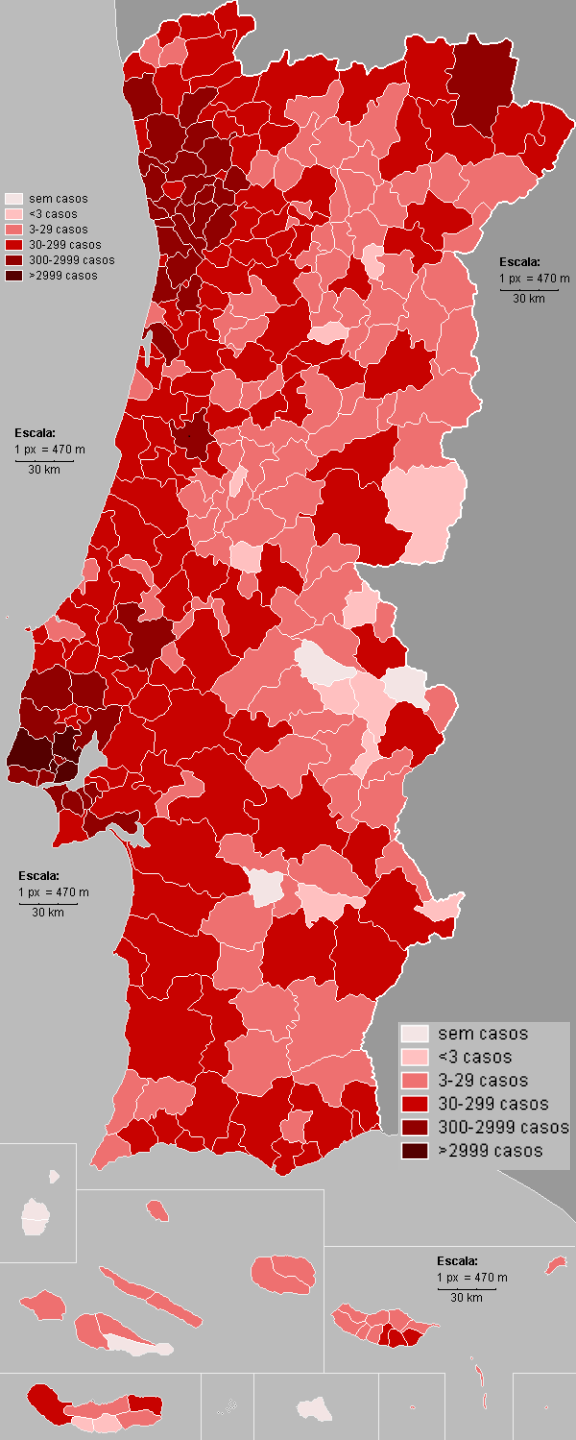 sem casos
<3 casos
3-29 casos
30-299 casos
300-2999 casos
>2999 casos
Escala:
1 px = 470 m
30 km
Escala:
1 px = 470 m
30 km
Escala:
1 px = 470 m
30 km
sem casos
<3 casos
3-29 casos
30-299 casos
300-2999 casos
>2999 casos
Escala:
1 px = 470 m
30 km